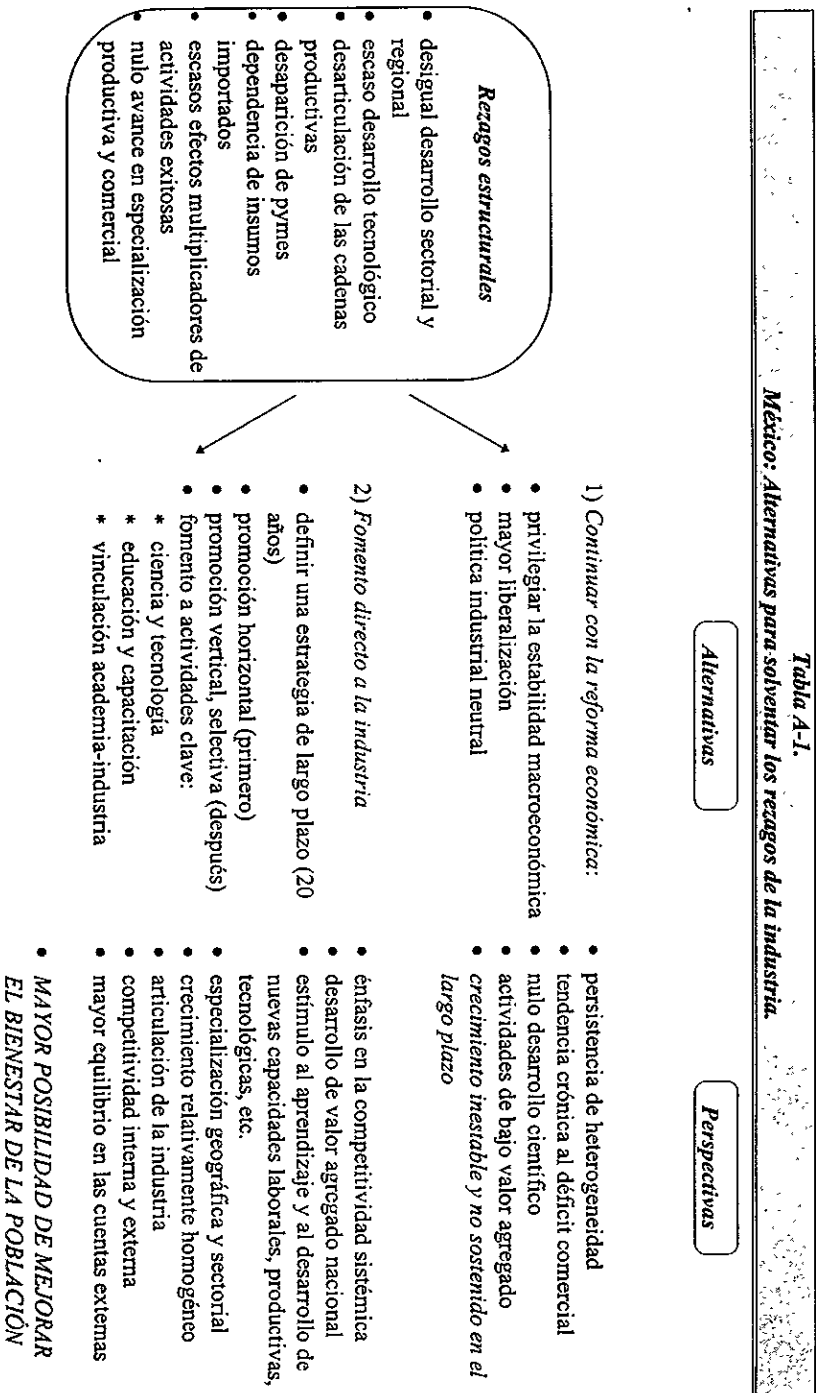 Tabla A-1.
México: Alternativas para solventar los rezagos de la industria.
Alternativas
Perspectivas
Rezagos estructurales
• desigual desarrollo sectorial y
regional
• escaso desarrollo tecnológico
• desarticulación de las cadenas
productivas
• desaparición de pymes
• dependencia de insumos
importados
• escasos efectos multiplicadores de
actividades exitosas
• nulo avance en especialización
productiva y comercial
1) Continuar con la reforma económica:
• privilegiar la estabilidad macroeconómica
• mayor liberalización
• política industrial neutral
• persistencia de heterogeneidad
• tendencia crónica al déficit comercial
• nulo desarrollo científico
• actividades de bajo valor agregado
• crecimiento inestable y no sostenido en el
largo plazo
2) Fomento directo a la industria
• definir una estrategia de largo plazo (20
años)
• promoción horizontal (primero)
• promoción vertical, selectiva (después)
• fomento a actividades clave:
* ciencia y tecnología
* educación y capacitación
* vinculación academia-industria
• énfasis en la competitividad sistémica
• desarrollo de valor agregado nacional
• estímulo al aprendizaje y al desarrollo de
nuevas capacidades laborales, productivas,
tecnológicas, etc.
• especialización geográfica y sectorial
• crecimiento relativamente homogéneo
• articulación de la industria
• competitividad interna y externa
• mayor equilibrio en las cuentas externas
• MAYOR POSIBILIDAD DE MEJORAR
EL BIENESTAR DE LA POBLACIÓN